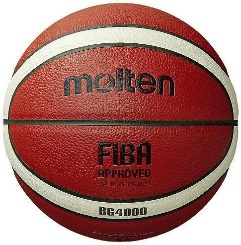 molten
FIBA
APPROVED
BG4000